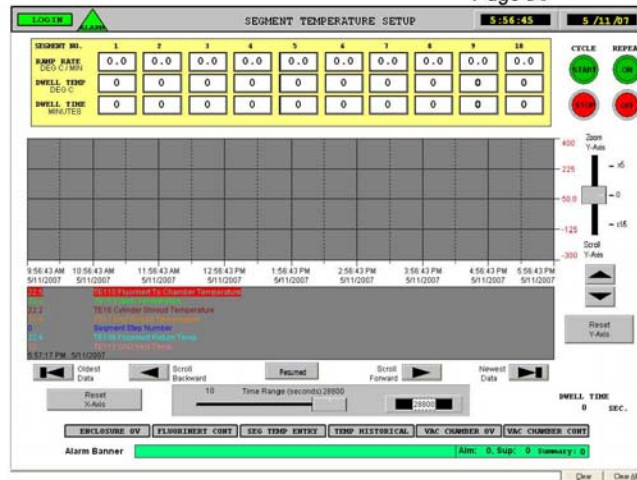 LOGIN
ALARM
SEGMENT TEMPERATURE SETUP
5:56:45
5 /11/07
SEGMENT NO. 1 2 3 4 5 6 7 8 9 10
RAMP RATE 0.0 0.0 0.0 0.0 0.0 0.0 0.0 0.0 0.0 0.0
DEG C/MIN
DWELL TEMP 0 0 0 0 0 0 0 0 0 0
DEG C
DWELL TIME 0 0 0 0 0 0 0 0 0 0
MINUTES
CYCLE REPEA
START ON
STOP OFF
400
225
50.0
-125
-300
Zoom
Y-Axis
x5
0
Scroll
Y-Axis
Reset
Y-Axis
9:56:43 AM 10:56:43 AM 11:56:43 AM 12:56:43 PM 1:56:43 PM 2:56:43 PM 3:56:43 PM 4:56:43 PM 5:56:43 PM
5/11/2007 5/11/2007 5/11/2007 5/11/2007 5/11/2007 5/11/2007 5/11/2007 5/11/2007 5/11/2007
22.5 Fluorinert To Chamber Temperature
22.2 TE16 Cylinder Shroud Temperature
0 Segment Step Number
22.4 Fluorinert Return Temp
5:57:17 PM 5/11/2007
Oldest
Data
Scroll
Backward
Resumed
Scroll
Forward
Newest
Data
Reset
X-Axis
10 Time Range (seconds) 28800
28800
DWELL TIME
0 SEC.
ENCLOSURE OV FLUORINERT CONT SEG TEMP ENTRY TEMP HISTORICAL VAC CHAMBER OV VAC CHAMBER CONT
Alarm Banner
Alm: 0, Sup: 0 Summary: 0
Clear Clear All